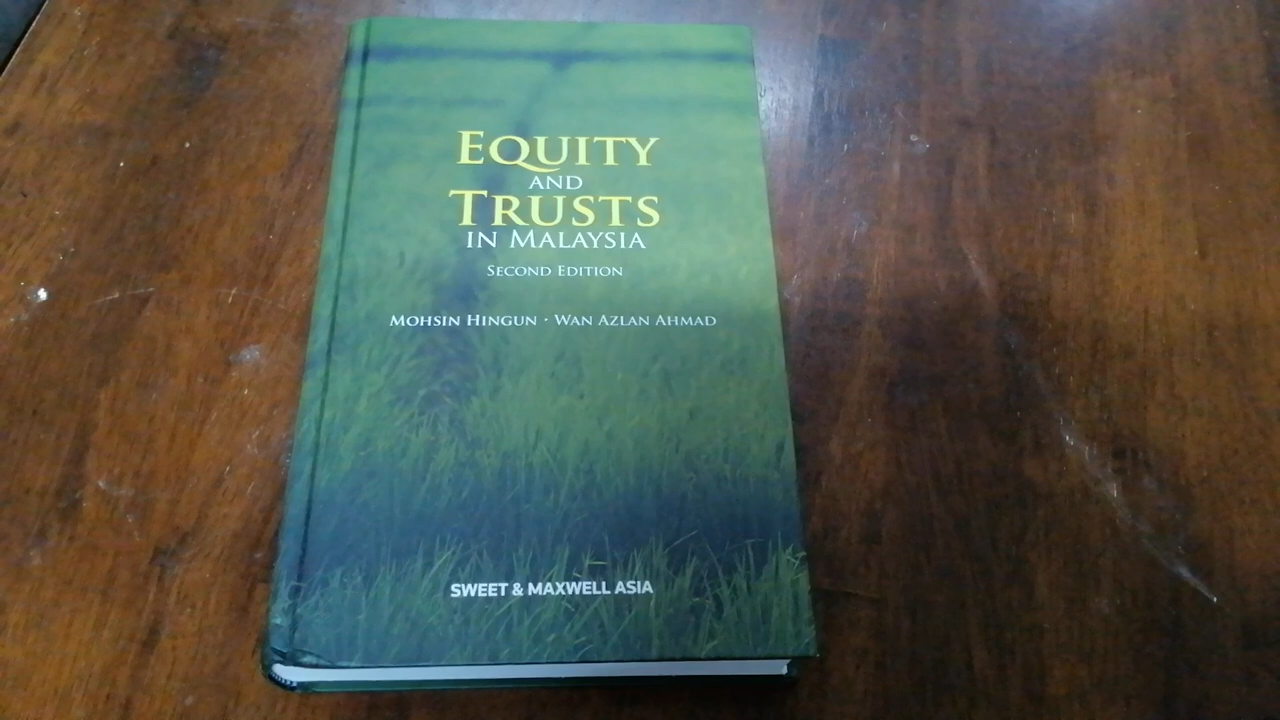 EQUITY
AND
TRUSTS
IN MALAYSIA
SECOND EDITION
MOHSIN HINGUN · WAN AZLAN AHMAD
SWEET & MAXWELL ASIA